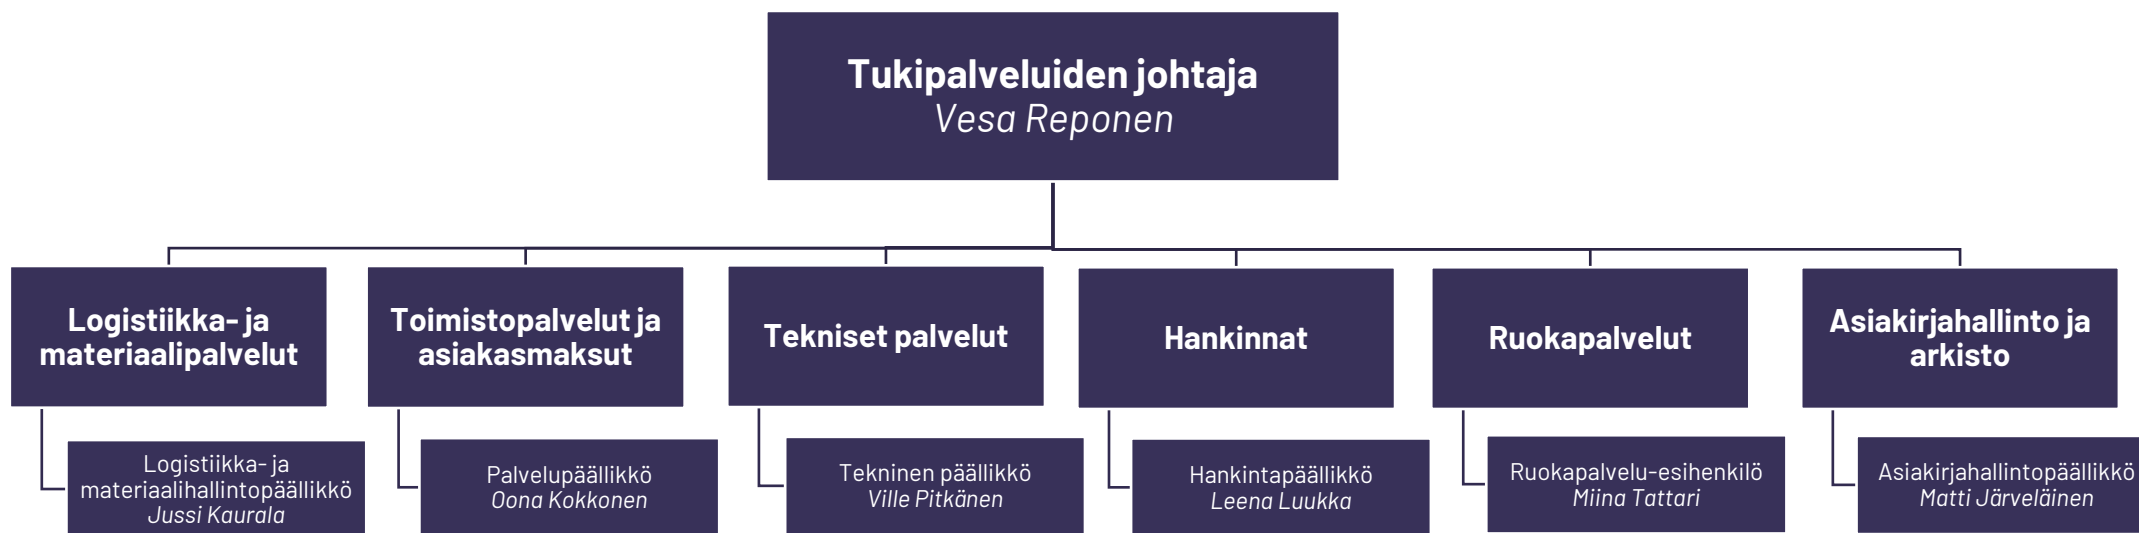 Tukipalveluiden johtaja
Vesa Reponen
Logistiikka- ja
materiaalipalvelut
Toimistopalvelut ja
asiakasmaksut
Tekniset palvelut
Hankinnat
Ruokapalvelut
Asiakirjahallinto ja
arkisto
Logistiikka- ja
materiaalihallintopäällikkö
Jussi Kaurala
Palvelupäällikkö
Oona Kokkonen
Tekninen päällikkö
Ville Pitkänen
Hankintapäällikkö
Leena Luukka
Ruokapalvelu-esihenkilö
Miina Tattari
Asiakirjahallintopäällikkö
Matti Järveläinen